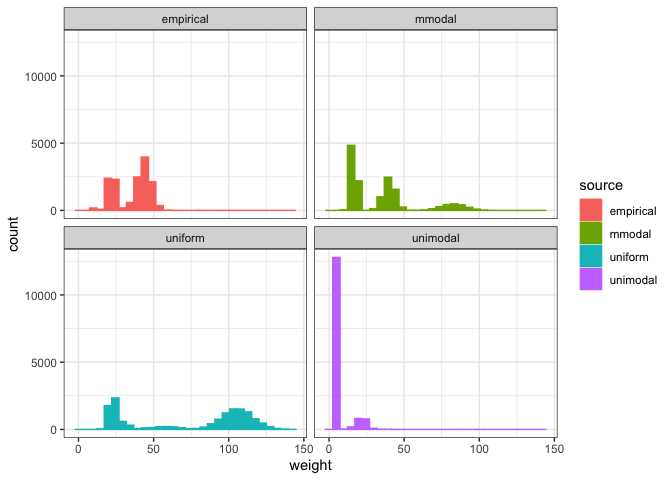 empirical
mmodal
10000
5000
0
uniform
unimodal
10000
5000
0
0
50
100
150
0
50
100
150
weight
count
source
empirical
mmodal
uniform
unimodal